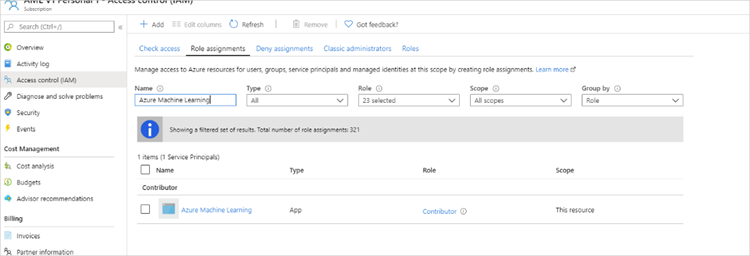 AME V1 Personal 1 - Access control (IAM)
Subscription
Search (Ctrl+/)
Overview
Activity log
Access control (IAM)
Diagnose and solve problems
Security
Events
Cost Management
Cost analysis
Budgets
Advisor recommendations
Billing
Invoices
Partner information
Add Edit columns Refresh Remove Got feedback?
Check access Role assignments Deny assignments Classic administrators Roles
Manage access to Azure resources for users, groups, service principals and managed identities at this scope by creating role assignments. Learn more
Name Type Role Scope Group by
Azure Machine Learning All 23 selected All scopes Role
Showing a filtered set of results. Total number of role assignments: 321
1 items (1 Service Principals)
Name Type Role Scope
Contributor
Azure Machine Learning App Contributor This resource